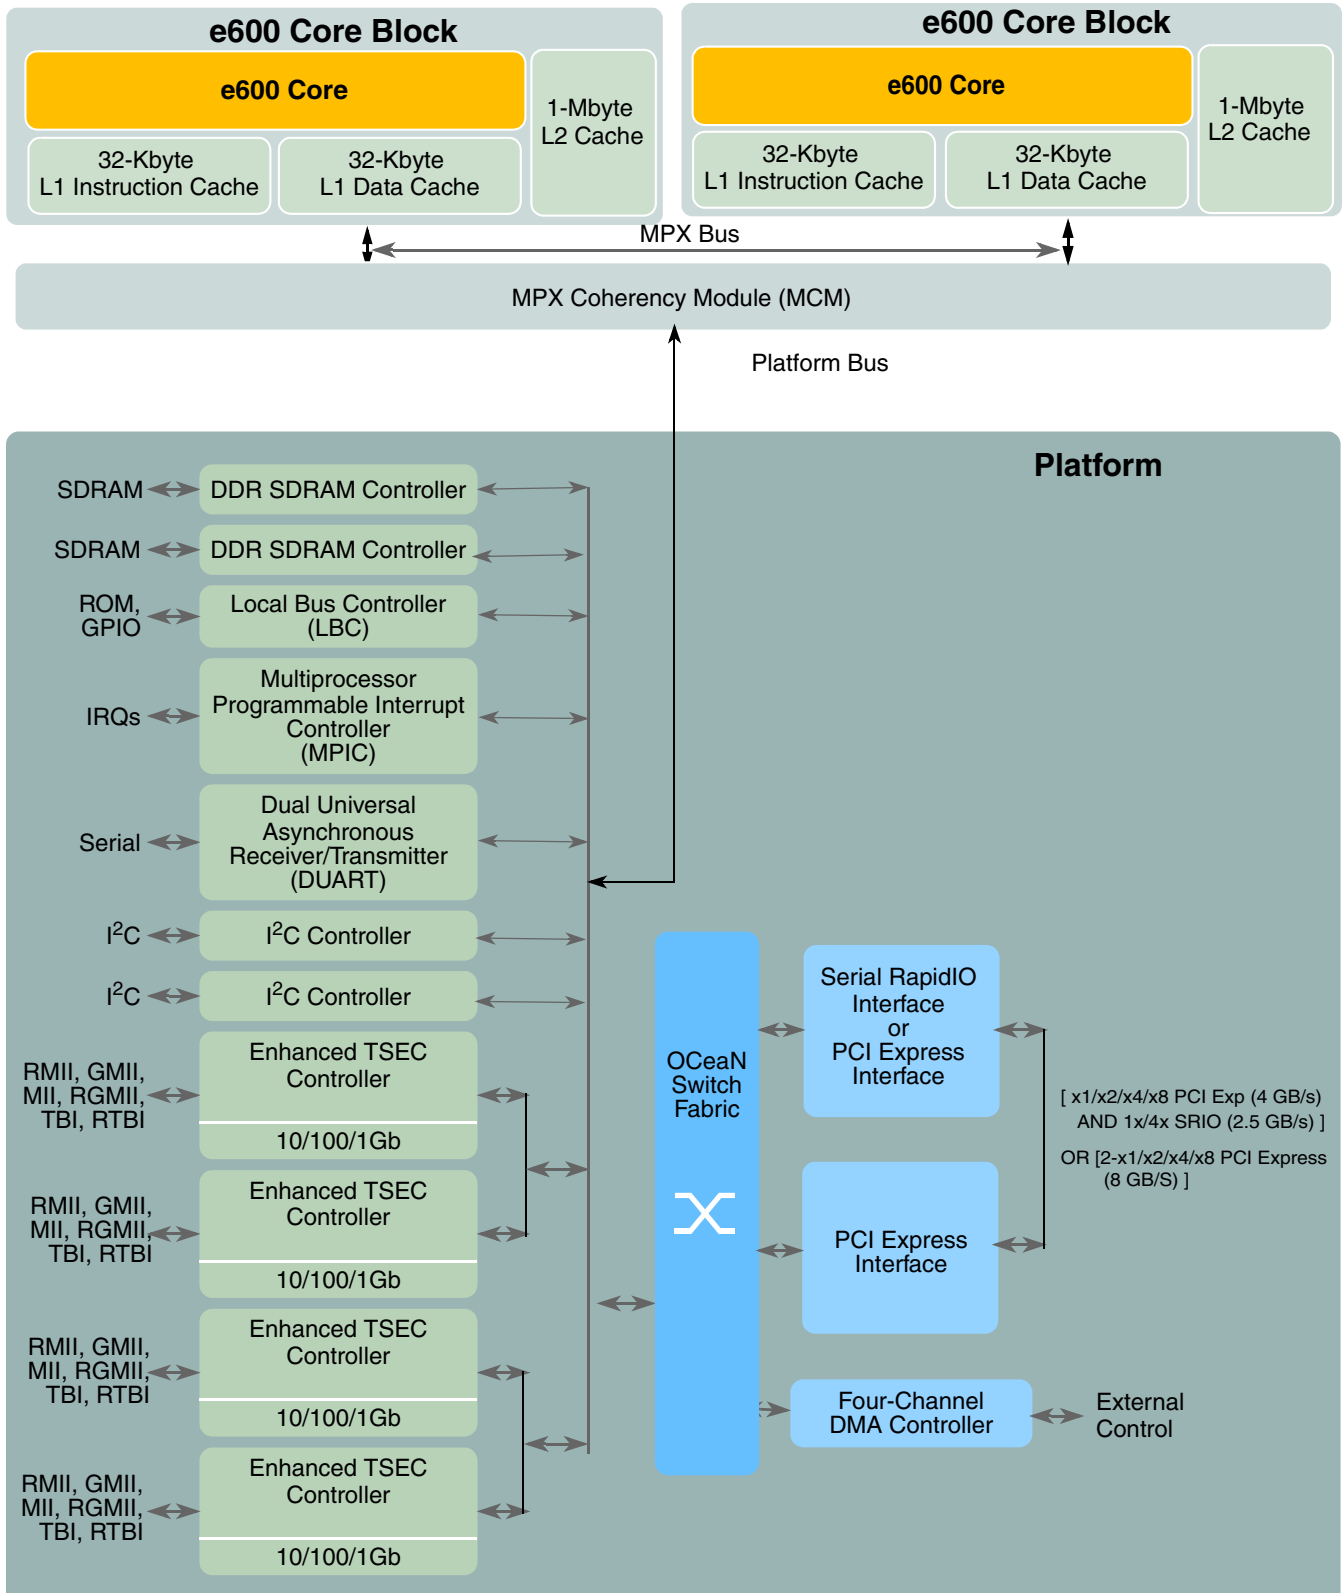 e600 Core Block
e600 Core
32-Kbyte
L1 Instruction Cache
32-Kbyte
L1 Data Cache
1-Mbyte
L2 Cache
e600 Core Block
e600 Core
32-Kbyte
L1 Instruction Cache
32-Kbyte
L1 Data Cache
1-Mbyte
L2 Cache
MPX Bus
MPX Coherency Module (MCM)
Platform Bus
Platform
SDRAM
DDR SDRAM Controller
SDRAM
DDR SDRAM Controller
ROM,
GPIO
Local Bus Controller
(LBC)
IRQs
Multiprocessor
Programmable Interrupt
Controller
(MPIC)
Serial
Dual Universal
Asynchronous
Receiver/Transmitter
(DUART)
I²C
I²C Controller
I²C
I²C Controller
RMII, GMII,
MII, RGMII,
TBI, RTBI
Enhanced TSEC
Controller
10/100/1Gb
RMII, GMII,
MII, RGMII,
TBI, RTBI
Enhanced TSEC
Controller
10/100/1Gb
RMII, GMII,
MII, RGMII,
TBI, RTBI
Enhanced TSEC
Controller
10/100/1Gb
RMII, GMII,
MII, RGMII,
TBI, RTBI
Enhanced TSEC
Controller
10/100/1Gb
OCeaN
Switch
Fabric
Serial RapidIO
Interface
or
PCI Express
Interface
PCI Express
Interface
[ x1/x2/x4/x8 PCI Exp (4 GB/s)
AND 1x/4x SRIO (2.5 GB/s) ]
OR [2-x1/x2/x4/x8 PCI Express
(8 GB/S) ]
Four-Channel
DMA Controller
External
Control